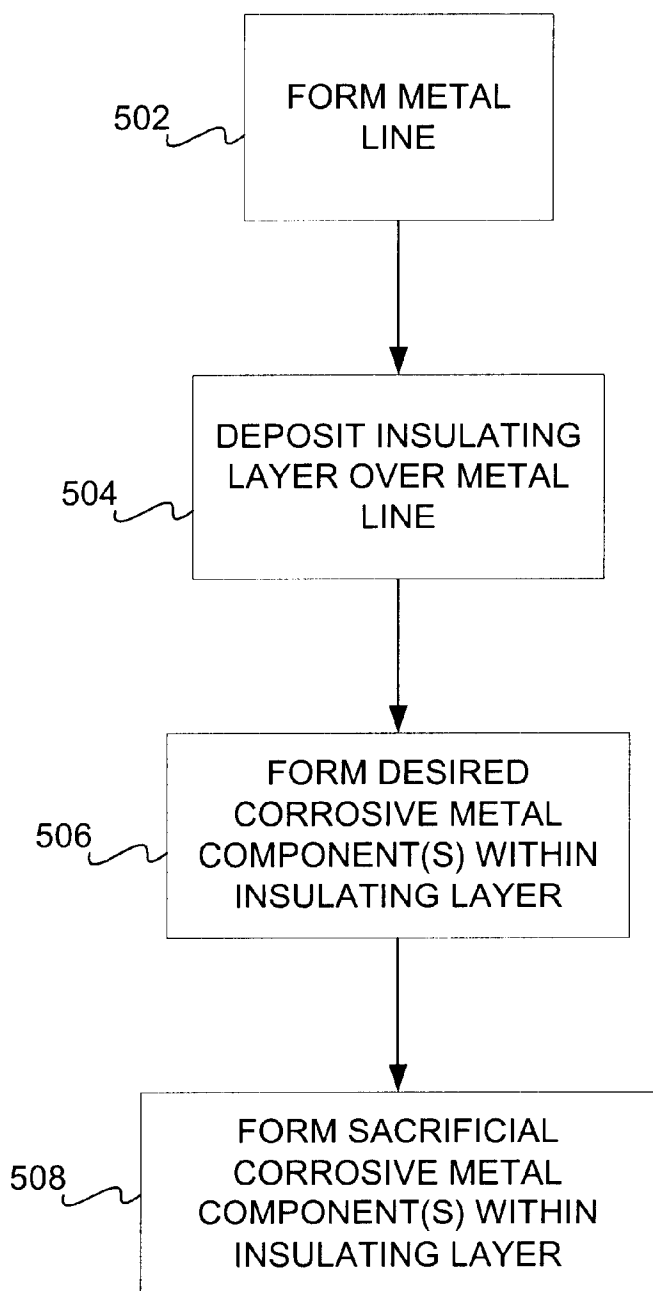 FORM METAL
LINE
502
DEPOSIT INSULATING
LAYER OVER METAL
LINE
504
FORM DESIRED
CORROSIVE METAL
COMPONENT(S) WITHIN
INSULATING LAYER
506
FORM SACRIFICIAL
CORROSIVE METAL
COMPONENT(S) WITHIN
INSULATING LAYER
508